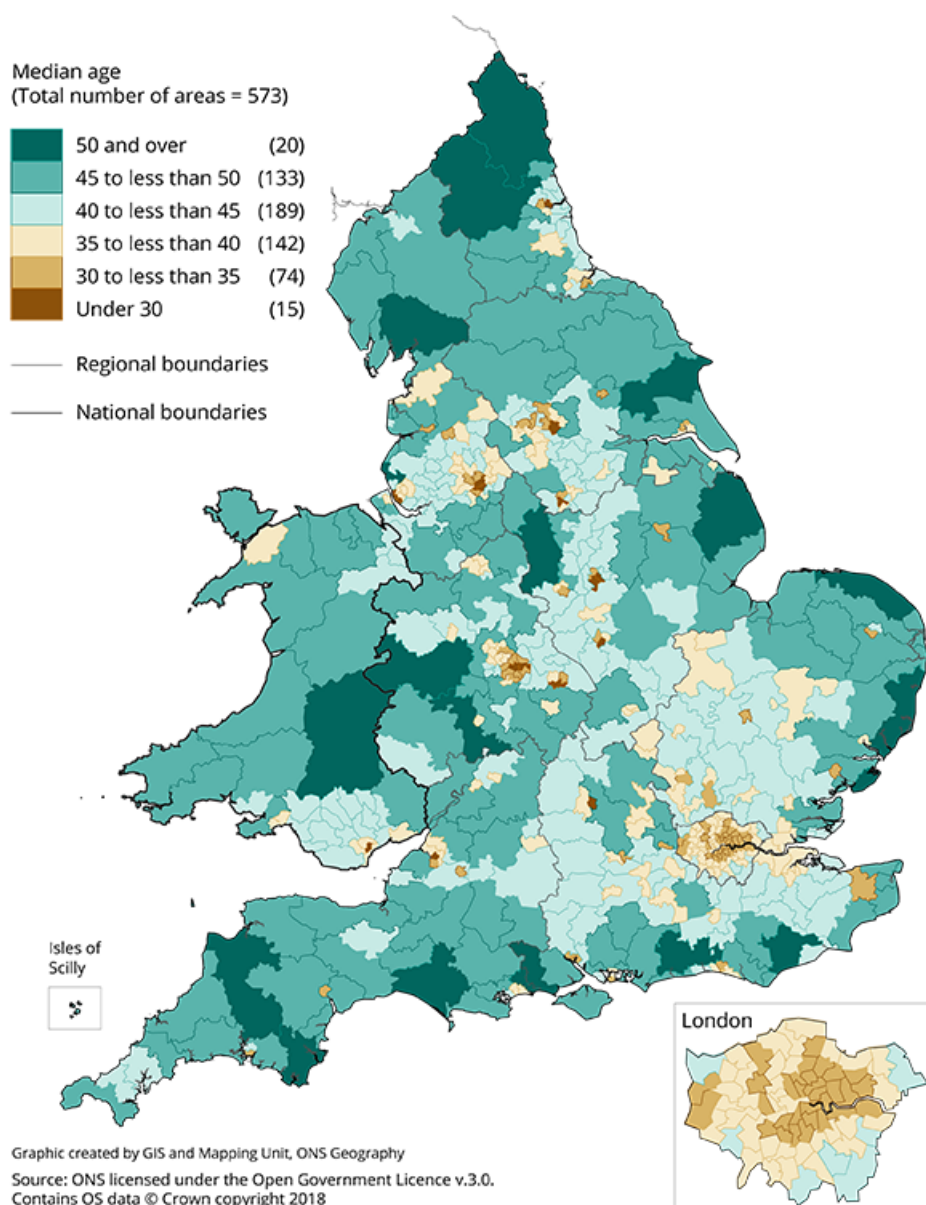 Median age
(Total number of areas = 573)
50 and over (20)
45 to less than 50 (133)
40 to less than 45 (189)
35 to less than 40 (142)
30 to less than 35 (74)
Under 30 (15)
Regional boundaries
National boundaries
Isles of
Scilly
London
Graphic created by GIS and Mapping Unit, ONS Geography
Source: ONS licensed under the Open Government Licence v.3.0.
Contains OS data © Crown copyright 2018